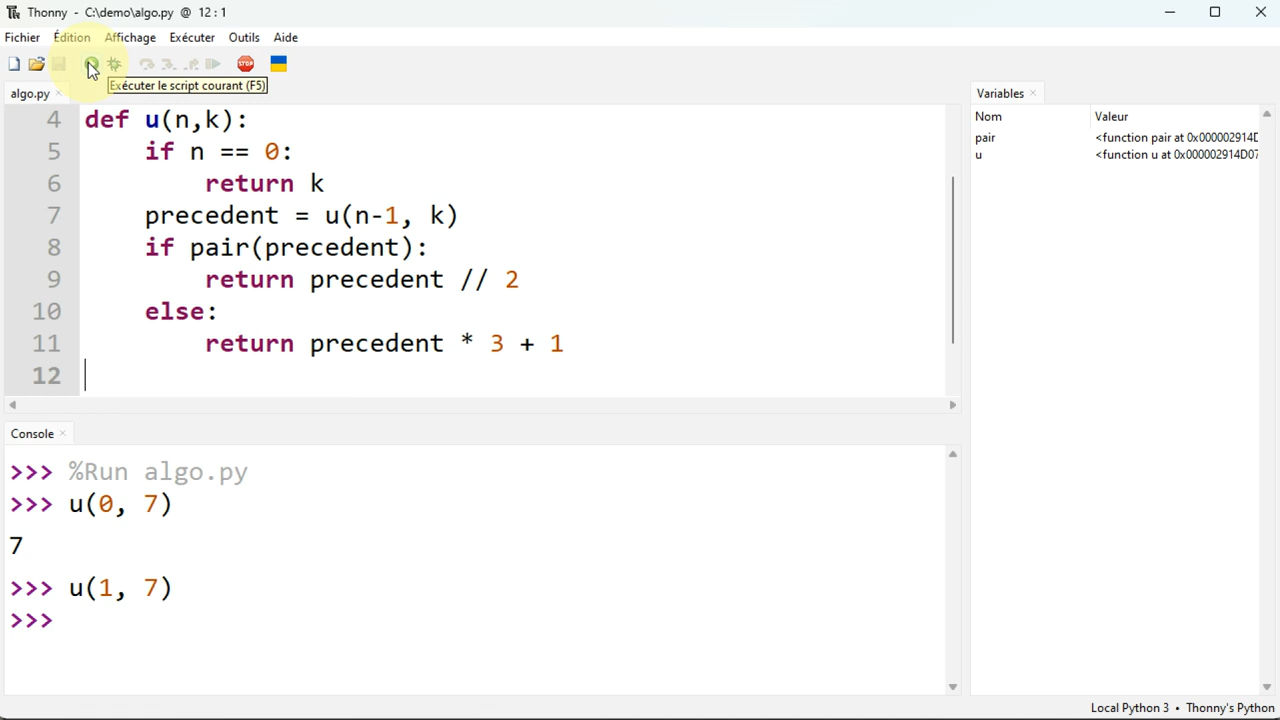 Thonny - C:\demo\algo.py @ 12 : 1
Fichier Édition Affichage Exécuter Outils Aide
STOP
Exécuter le script courant (F5)
algo.py
4 def u(n,k):
5 if n == 0:
6 return k
7 precedent = u(n-1, k)
8 if pair(precedent):
9 return precedent // 2
10 else:
11 return precedent * 3 + 1
12
Console
>>> %Run algo.py
>>> u(0, 7)
7
>>> u(1, 7)
>>>
Variables
Nom Valeur
pair <function pair at 0x000002914D
u <function u at 0x000002914D07
Local Python 3 • Thonny's Python